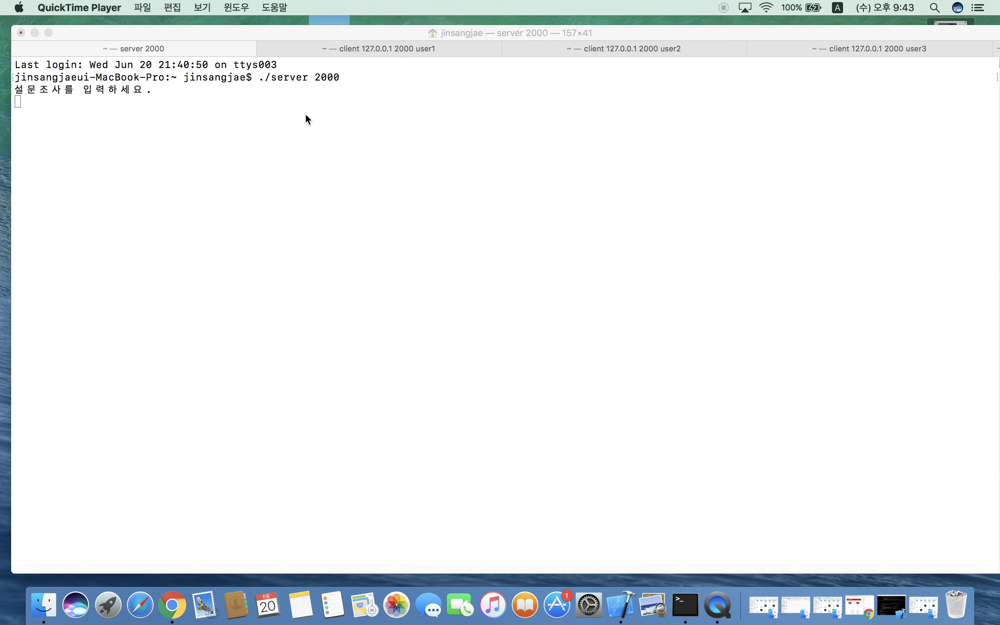 QuickTime Player 파일 편집 보기 윈도우 도움말 100% A (수) 오후 9:43
jinsangjae — server 2000 — 157×41
~ — server 2000 ~ — client 127.0.0.1 2000 user1 ~ — client 127.0.0.1 2000 user2 ~ — client 127.0.0.1 2000 user3
Last login: Wed Jun 20 21:40:50 on ttys003
[jinsangjaeui-MacBook-Pro:~ jinsangjae$ ./server 2000 ]
설문조사를 입력하세요.
6월
20
280
3D
1
>_